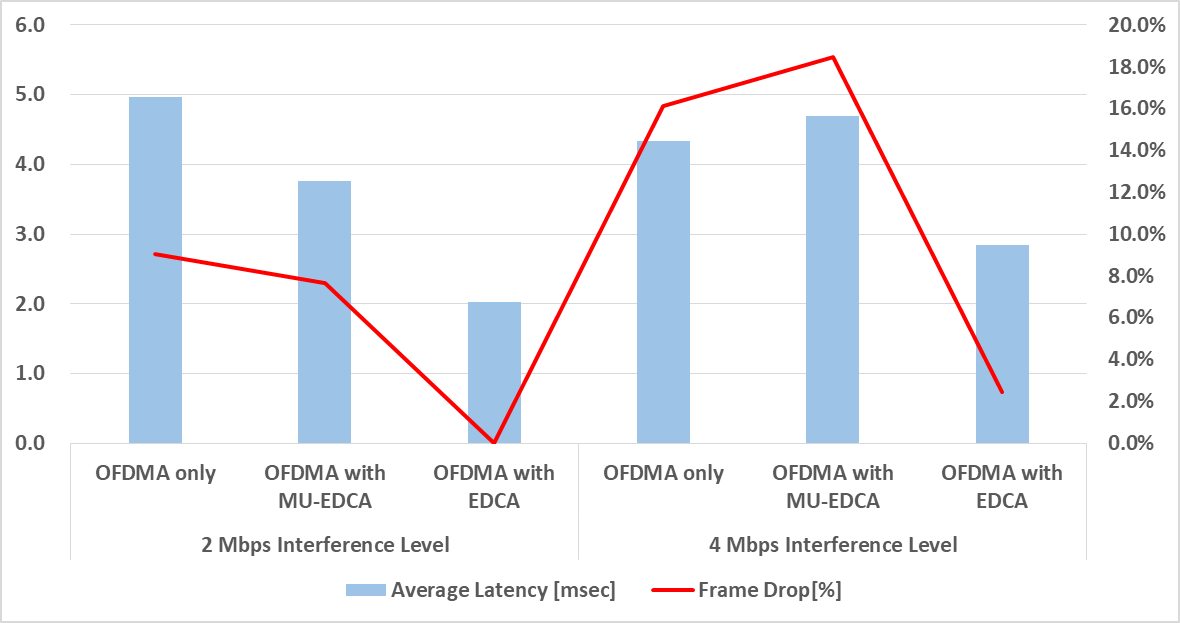 6.0
5.0
4.0
3.0
2.0
1.0
0.0
20.0%
18.0%
16.0%
14.0%
12.0%
10.0%
8.0%
6.0%
4.0%
2.0%
0.0%
OFDMA only
OFDMA with
MU-EDCA
OFDMA with
EDCA
OFDMA only
OFDMA with
MU-EDCA
OFDMA with
EDCA
2 Mbps Interference Level
4 Mbps Interference Level
Average Latency [msec]
Frame Drop[%]